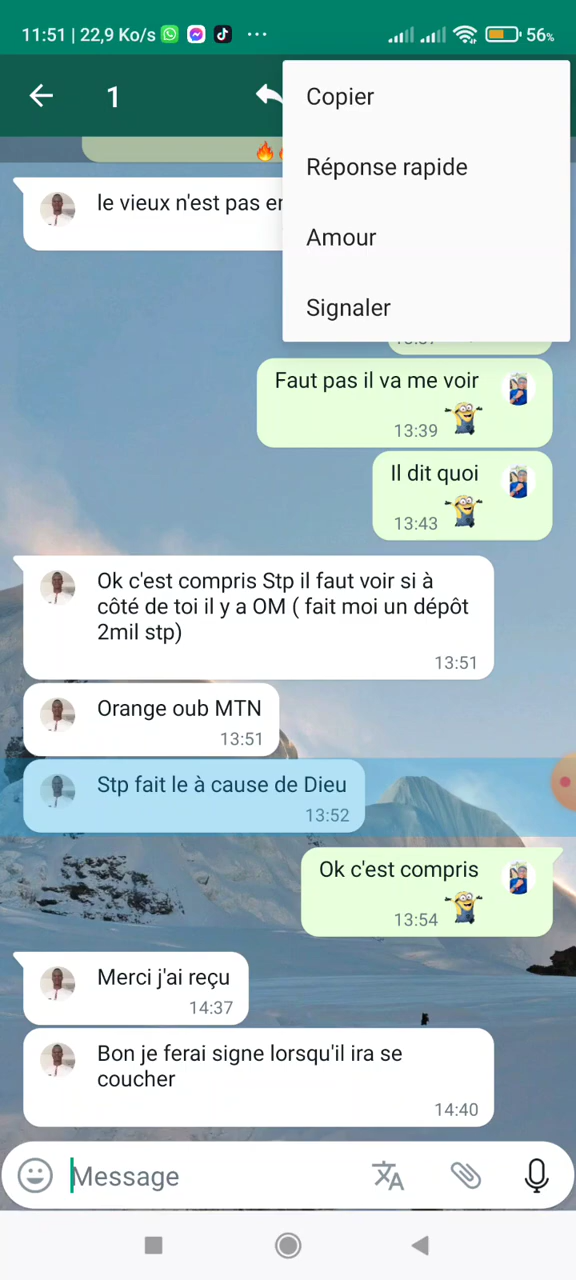 11:51 | 22,9 Ko/s ... 56%
1
Copier
Réponse rapide
Amour
Signaler
le vieux n'est pas
Faut pas il va me voir
13:39
Il dit quoi
13:43
Ok c'est compris Stp il faut voir si à
côté de toi il y a OM ( fait moi un dépôt
2mil stp)
13:51
Orange oub MTN
13:51
Stp fait le à cause de Dieu
13:52
Ok c'est compris
13:54
Merci j'ai reçu
14:37
Bon je ferai signe lorsqu'il ira se
coucher
14:40
Message